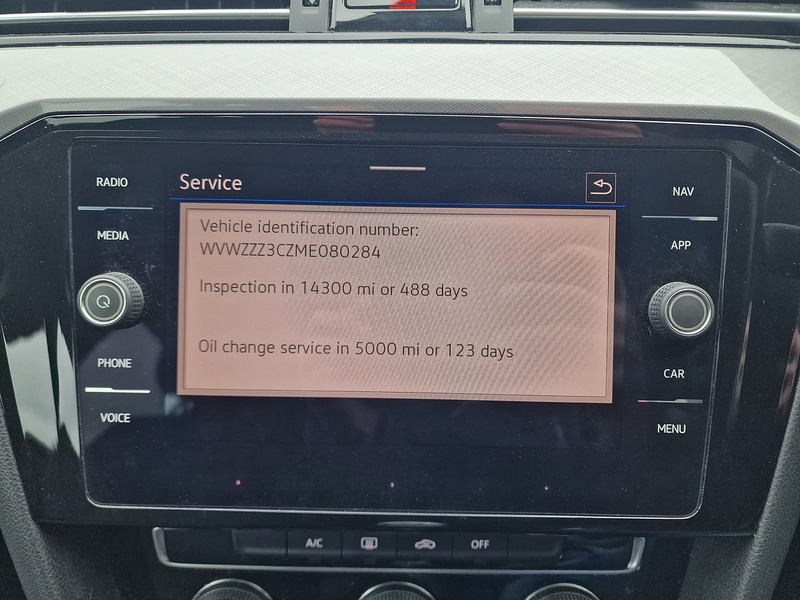 RADIO
MEDIA
PHONE
VOICE
Service
Vehicle identification number:
WVWZZZ3CZME080284
Inspection in 14300 mi or 488 days
Oil change service in 5000 mi or 123 days
NAV
APP
CAR
MENU
A/C
OFF